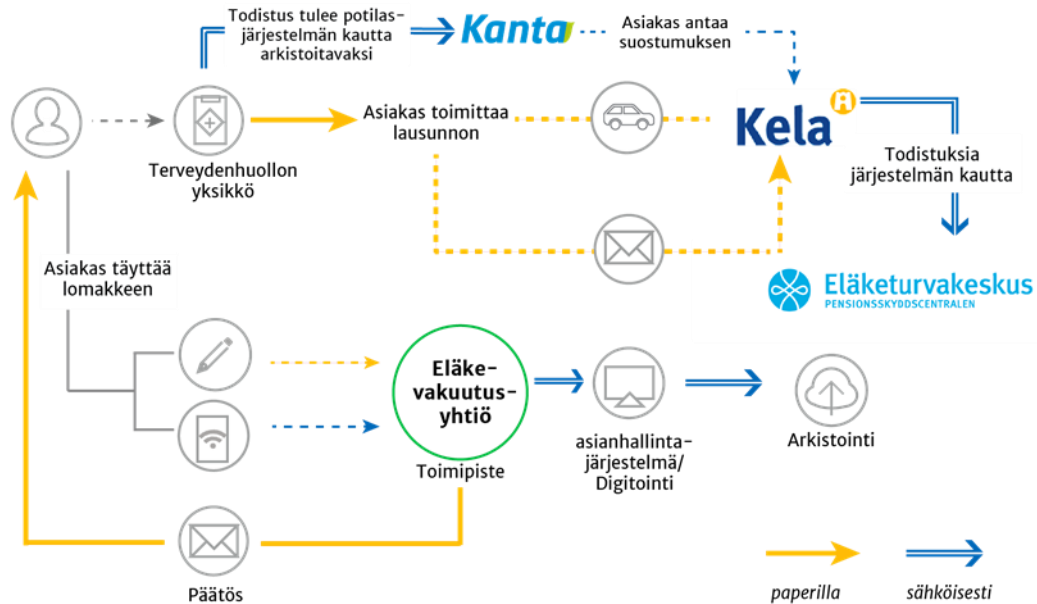 Todistus tulee potilas-
järjestelmän kautta
arkistoitavaksi
Kanta
Asiakas antaa
suostumuksen
Terveydenhuollon
yksikkö
Asiakas toimittaa
lausunnon
Kela
Todistuksia
järjestelmän kautta
Eläketurvakeskus
PENSIONSSKYDDSCENTRALEN
Asiakas täyttää
lomakkeen
Eläke-
vakuutus-
yhtiö
Toimipiste
asianhallinta-
järjestelmä/
Digitointi
Arkistointi
Päätös
paperilla
sähköisesti